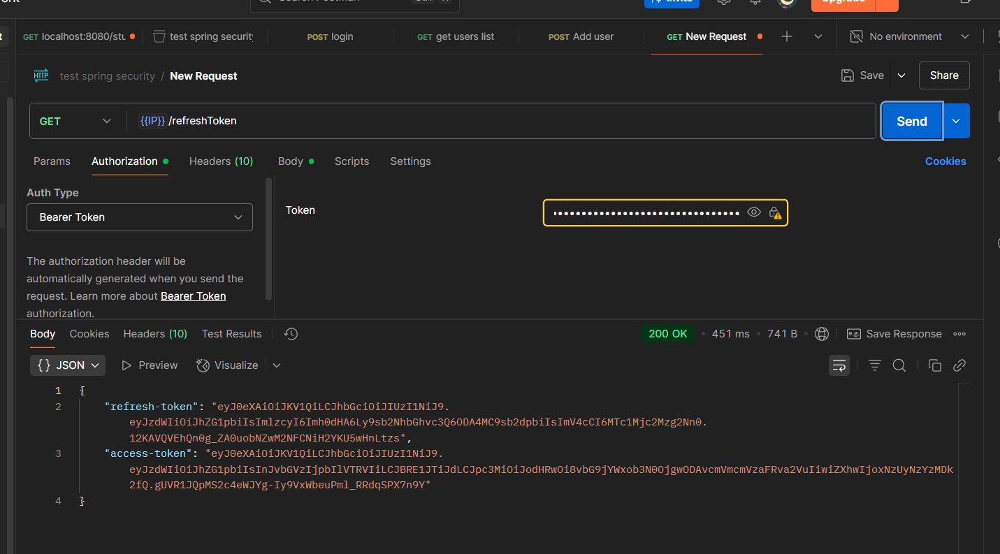 GET localhost:8080/stu
test spring securit
POST login
GET get users list
POST Add user
GET New Request
No environment
HTTP
test spring security / New Request
Save
Share
GET
{{IP}} /refreshToken
Send
Params
Authorization
Headers (10)
Body
Scripts
Settings
Cookies
Auth Type
Bearer Token
The authorization header will be
automatically generated when you send the
request. Learn more about Bearer Token
authorization.
Token
Body
Cookies
Headers (10)
Test Results
200 OK
451 ms
741 B
e.g.
Save Response
{} JSON
Preview
Visualize
1 {
2 "refresh-token": "eyJ0eXAiOiJKV1QiLCJhbGciOiJIUzI1NiJ9.
eyJzdWIiOiJhZG1pbiIsImlzcyI6Imh0dHA6Ly9sb2NhbGhvc3Q6ODA4MC9sb2dpbiIsImV4cCI6MTc1Mjc2Mzg2Nn0.
12KAVQVEhQn0g_ZA0uobNZwM2NFCNiH2YKU5wHnLtzs",
3 "access-token": "eyJ0eXAiOiJKV1QiLCJhbGciOiJIUzI1NiJ9.
eyJzdWIiOiJhZG1pbiIsInJvbGVzIjpbIlVTRVIiLCJBRE1JTiJdLCJpc3MiOiJodHRwOi8vbG9jYWxob3N0OjgwODAvcmVmcmVzaFRva2VuIiwiZXhwIjoxNzUyNzYzMDk
2fQ.gUVR1JQpMS2c4eWJYg-Iy9VxWbeuPml_RRdqSPX7n9Y"
4 }